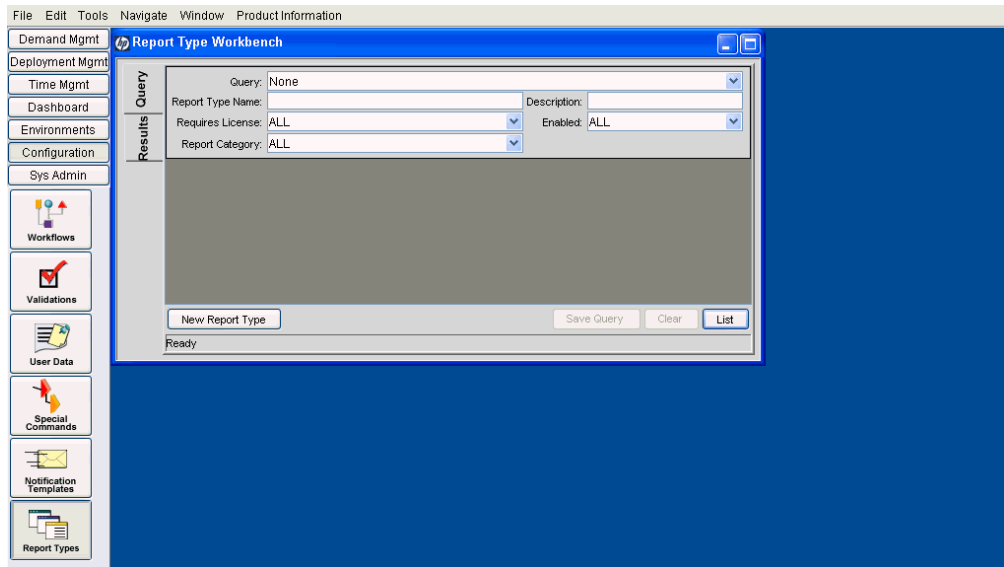 File Edit Tools Navigate Window Product Information
Demand Mgmt
Deployment Mgmt
Time Mgmt
Dashboard
Environments
Configuration
Sys Admin
Workflows
Validations
User Data
Special
Commands
Notification
Templates
Report Types
hp Report Type Workbench
Query
Results
Query: None
Report Type Name: Description:
Requires License: ALL Enabled: ALL
Report Category: ALL
New Report Type Save Query Clear List
Ready